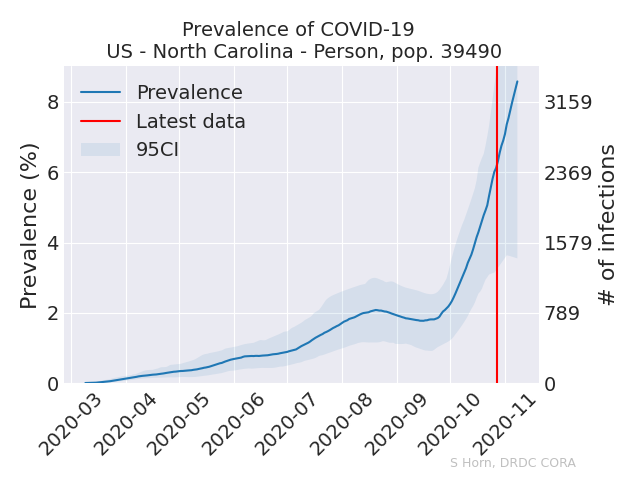 Prevalence of COVID-19
US - North Carolina - Person, pop. 39490
Prevalence
Latest data
95CI
Prevalence (%)
8
6
4
2
0
3159
2369
1579
789
0
# of infections
2020-03
2020-04
2020-05
2020-06
2020-07
2020-08
2020-09
2020-10
2020-11
S Horn, DRDC CORA